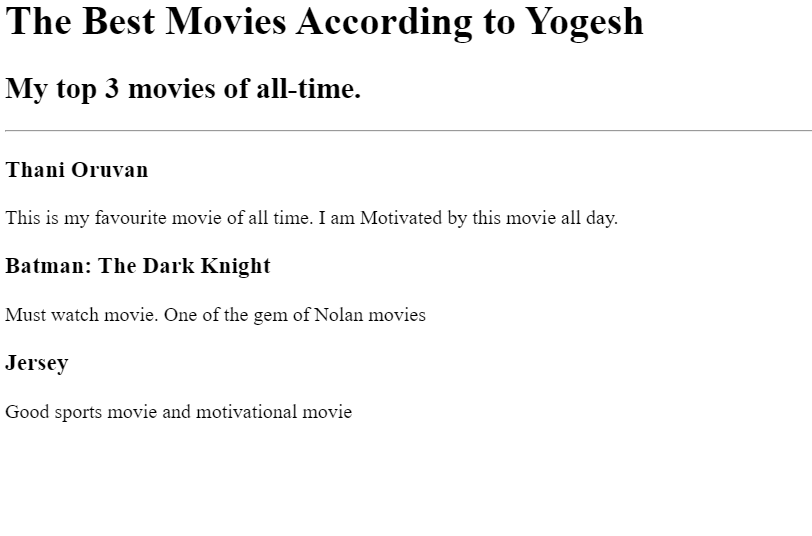 The Best Movies According to Yogesh
My top 3 movies of all-time.
Thani Oruvan
This is my favourite movie of all time. I am Motivated by this movie all day.
Batman: The Dark Knight
Must watch movie. One of the gem of Nolan movies
Jersey
Good sports movie and motivational movie